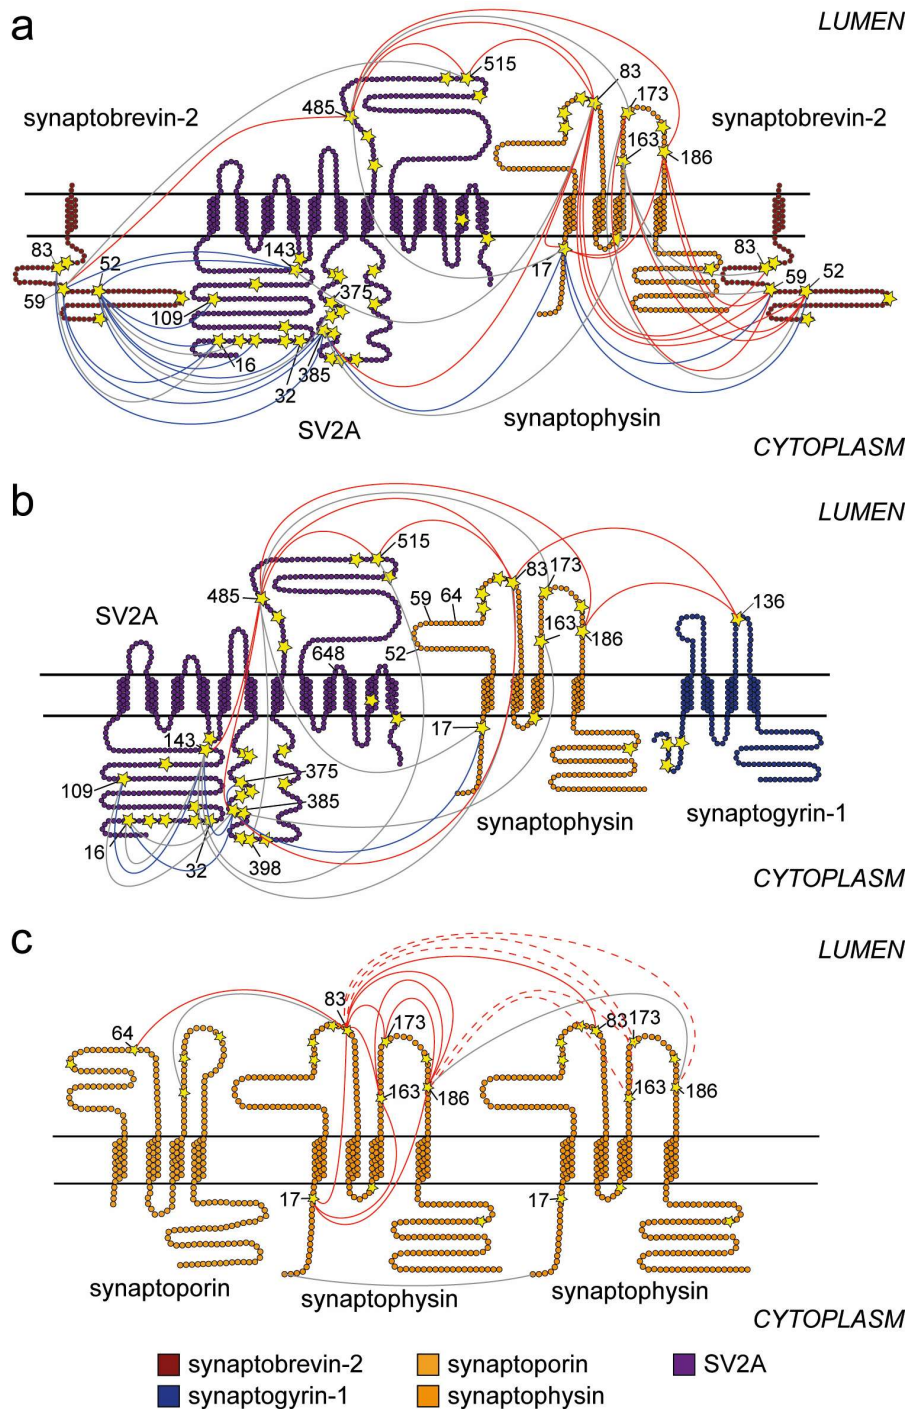 a
LUMEN
515
83
173
485
synaptobrevin-2
synaptobrevin-2
163
186
83
52
143
83
17
59
52
59
375
109
16
32
385
synaptophysin
SV2A
CYTOPLASM
b
LUMEN
515
83
173
59
64
485
136
SV2A
163
186
648
52
17
143
375
109
385
synaptogyrin-1
synaptophysin
16
32
398
CYTOPLASM
c
LUMEN
83
64
173
83
173
163
186
163
186
17
17
synaptoporin
synaptophysin
synaptophysin
CYTOPLASM
synaptobrevin-2
synaptoporin
SV2A
synaptogyrin-1
synaptophysin